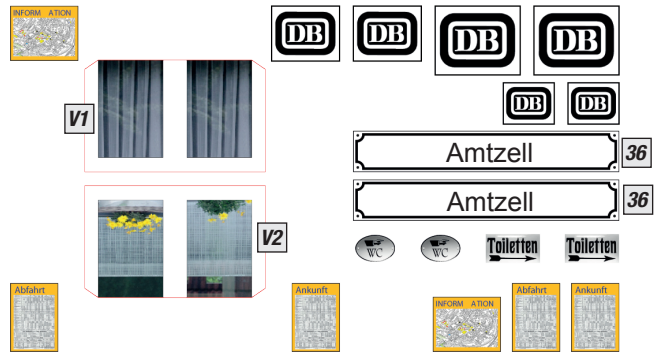 INFORM ATION
DB
DB
DB
DB
DB
DB
V1
Amtzell
36
Amtzell
36
V2
WC
WC
Toiletten
Toiletten
Abfahrt
Ankunft
INFORM ATION
Abfahrt
Ankunft